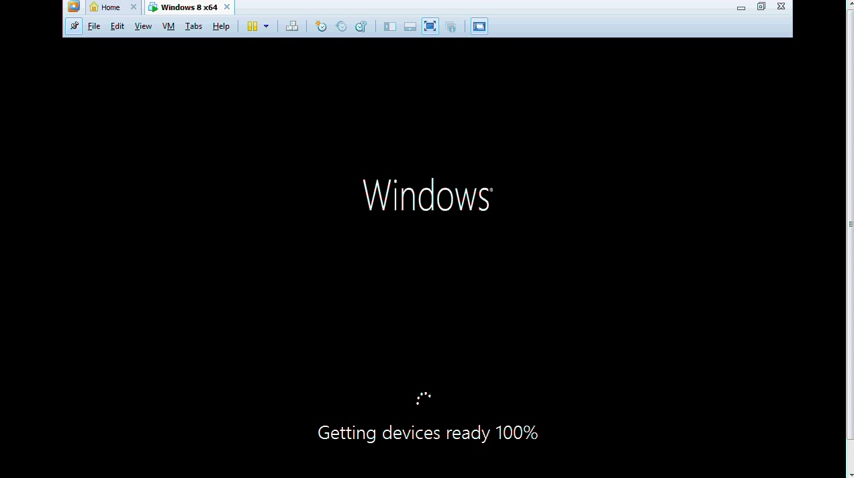 Home
Windows 8 x64
File Edit View VM Tabs Help
Windows®
Getting devices ready 100%